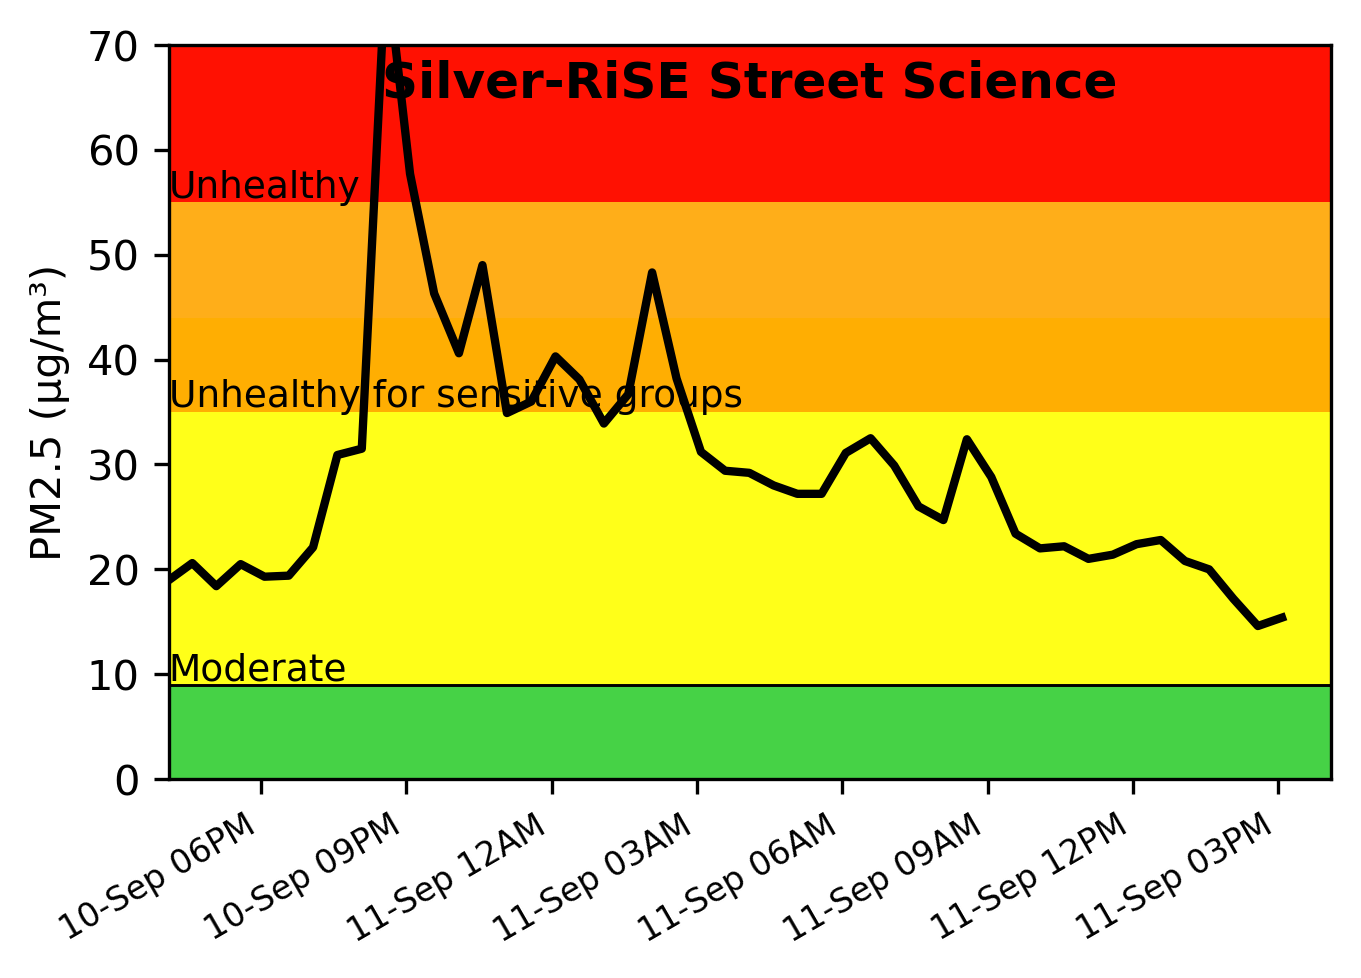 Silver-RiSE Street Science
70
60
50
40
30
20
10
0
PM2.5 (µg/m³)
Unhealthy
Unhealthy for sensitive groups
Moderate
10-Sep 06PM
10-Sep 09PM
11-Sep 12AM
11-Sep 03AM
11-Sep 06AM
11-Sep 09AM
11-Sep 12PM
11-Sep 03PM